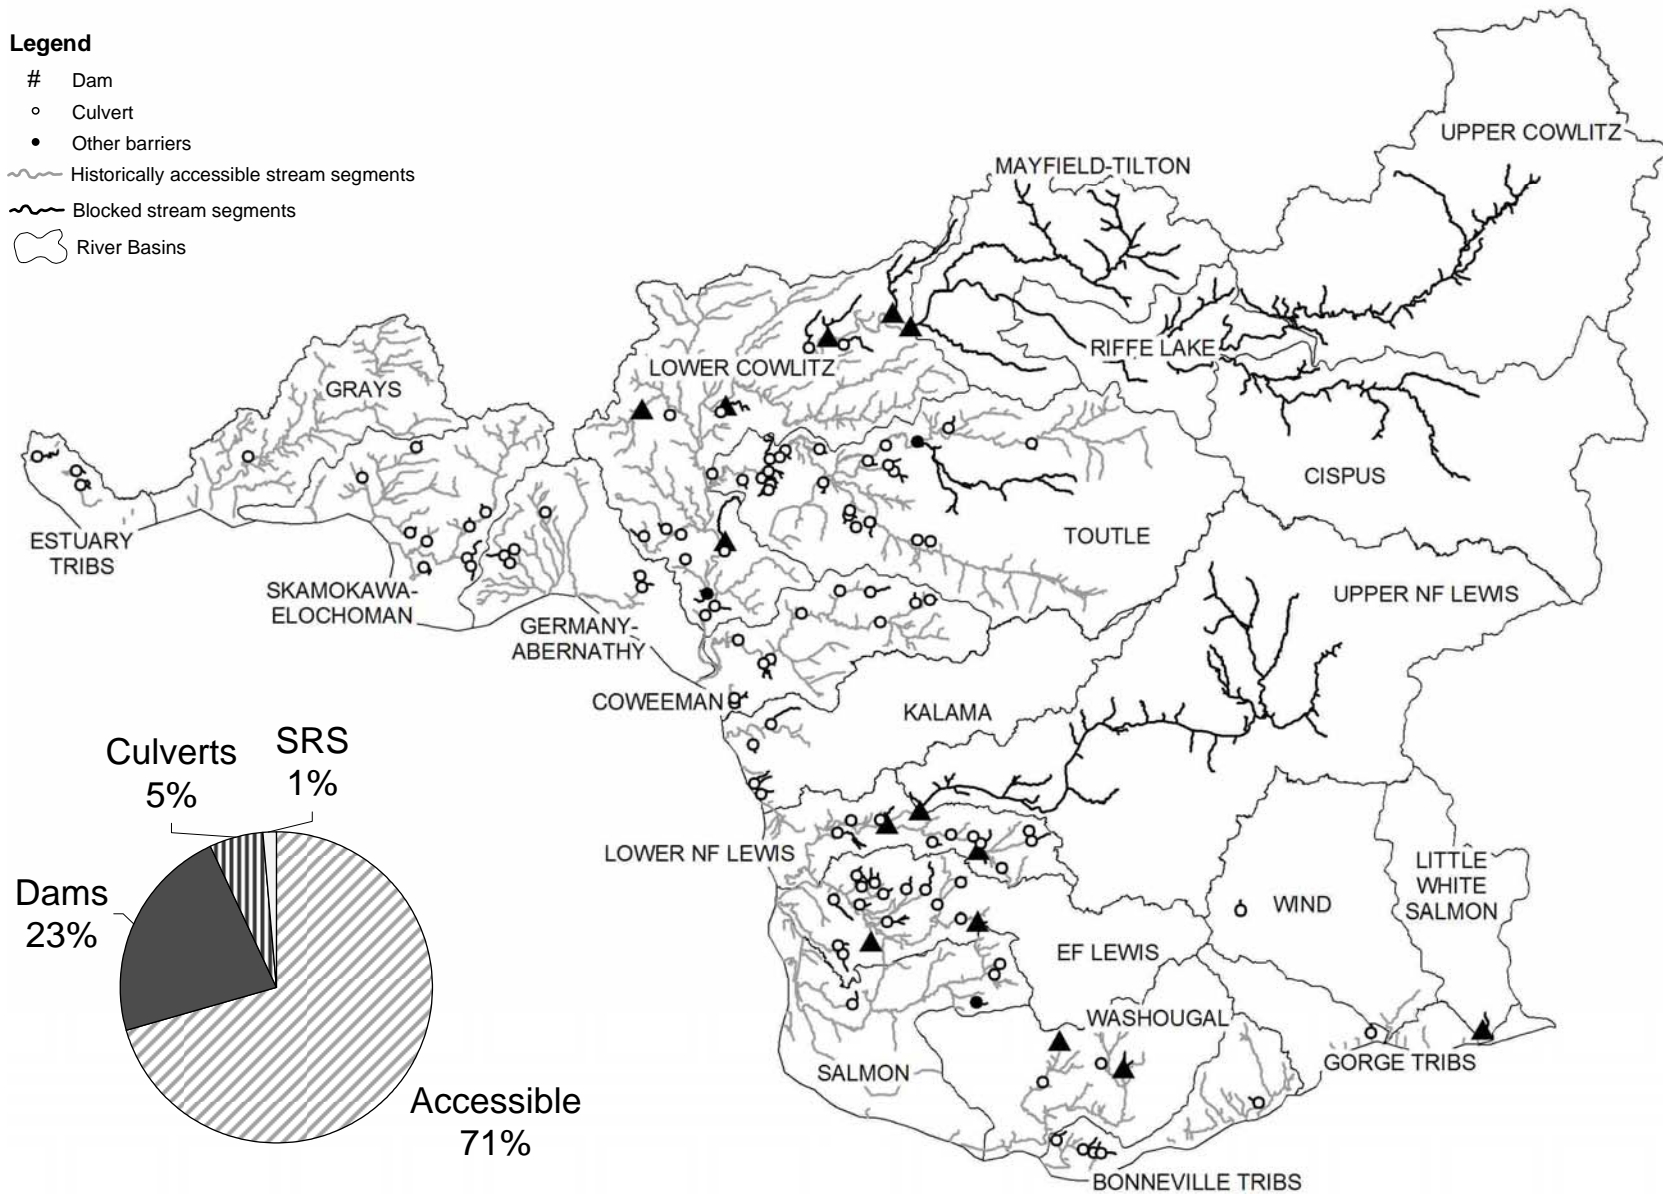 Legend
# Dam
Culvert
Other barriers
Historically accessible stream segments
Blocked stream segments
River Basins
UPPER COWLITZ
MAYFIELD-TILTON
RIFFE LAKE
LOWER COWLITZ
GRAYS
CISPUS
TOUTLE
ESTUARY
TRIBS
SKAMOKAWA-
ELOCHOMAN
GERMANY-
ABERNATHY
UPPER NF LEWIS
COWEEMAN
KALAMA
LOWER NF LEWIS
LITTLE
WHITE
SALMON
WIND
EF LEWIS
WASHOUGAL
GORGE TRIBS
SALMON
BONNEVILLE TRIBS
Culverts
5%
SRS
1%
Dams
23%
Accessible
71%